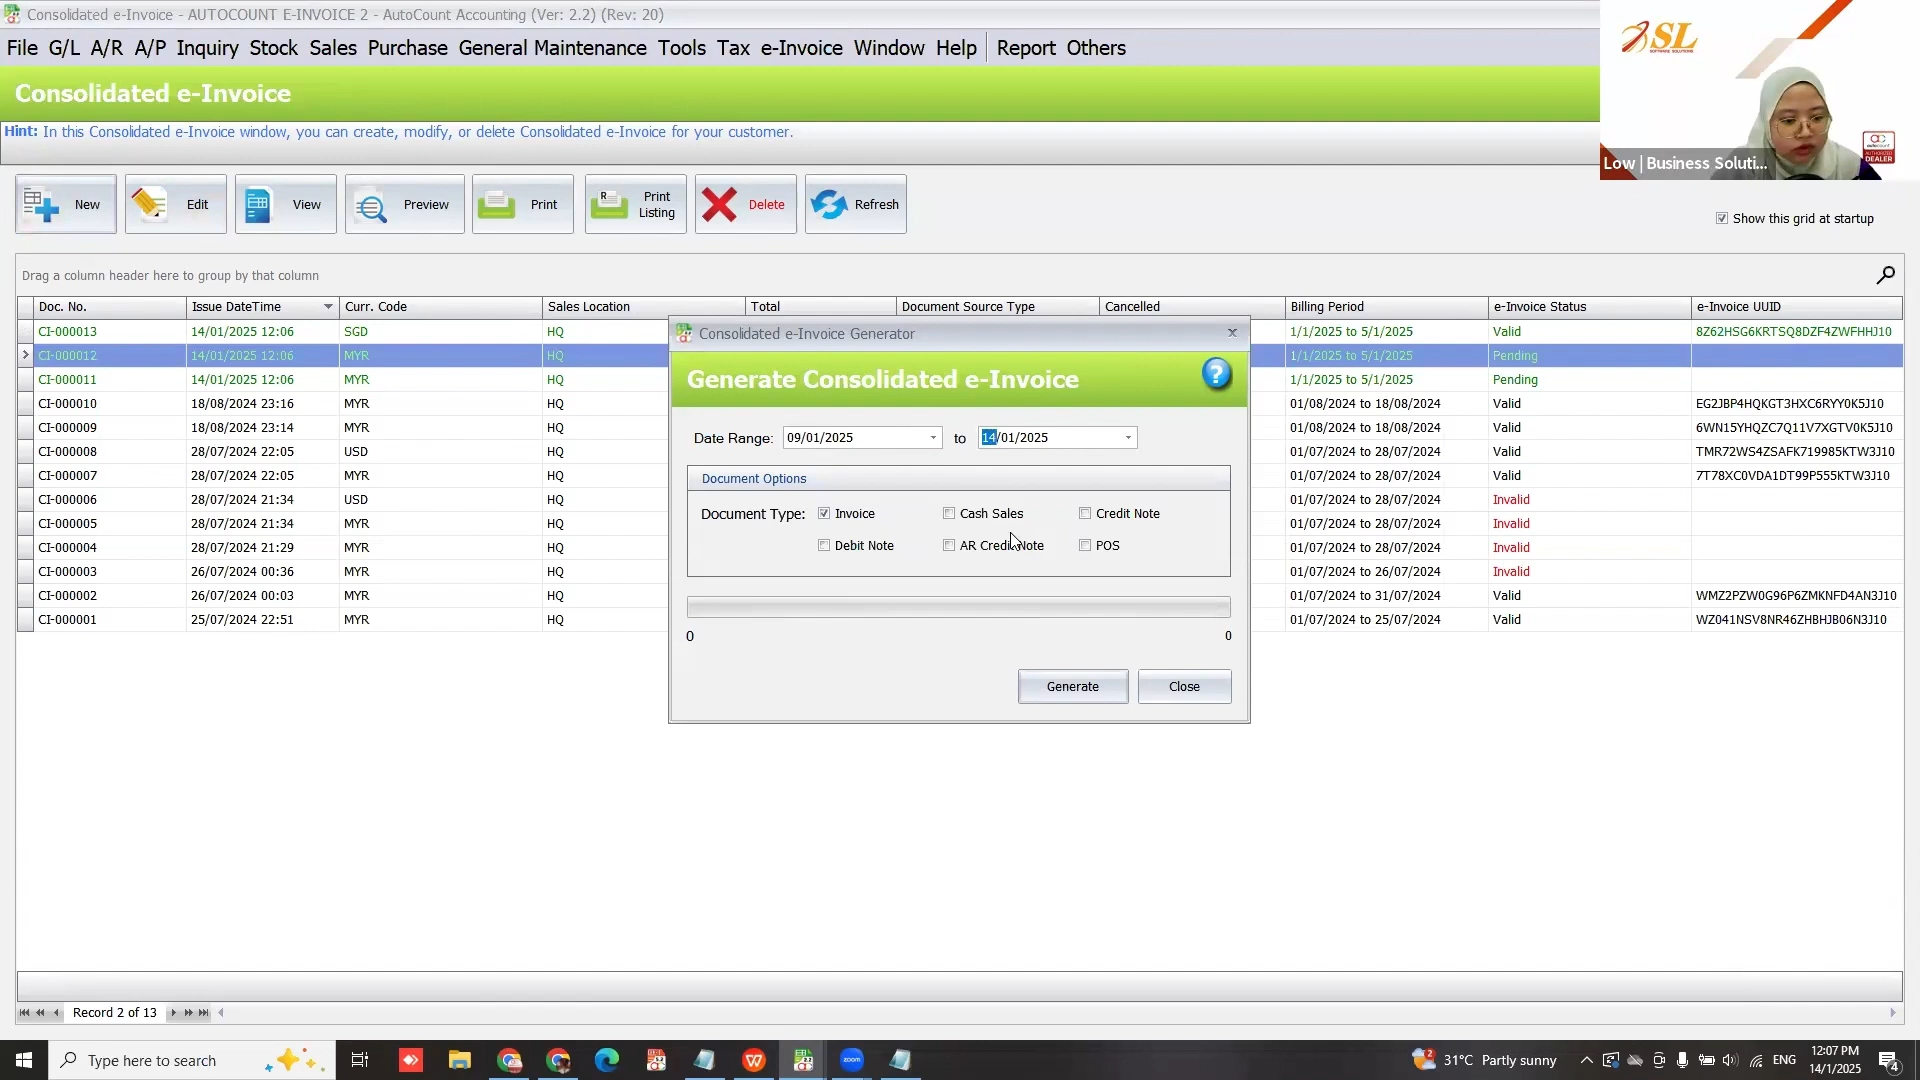 Consolidated e-Invoice - AUTOCOUNT E-INVOICE 2 - AutoCount Accounting (Ver: 2.2) (Rev: 20)
File G/L A/R A/P Inquiry Stock Sales Purchase General Maintenance Tools Tax e-Invoice Window Help Report Others
SL
SOFTWARE SOLUTIONS
Consolidated e-Invoice
Hint: In this Consolidated e-Invoice window, you can create, modify, or delete Consolidated e-Invoice for your customer.
autocount
AUTHORIZED
DEALER
Low | Business Soluti...
New Edit View Preview Print Print Listing Delete Refresh
Show this grid at startup
Drag a column header here to group by that column
Doc. No. Issue DateTime Curr. Code Sales Location Total Document Source Type Cancelled Billing Period e-Invoice Status e-Invoice UUID
CI-000013 14/01/2025 12:06 SGD HQ 1/1/2025 to 5/1/2025 Valid 8Z62HSG6KRTSQ8DZF4ZWFHHJ10
CI-000012 14/01/2025 12:06 MYR HQ 1/1/2025 to 5/1/2025 Pending
CI-000011 14/01/2025 12:06 MYR HQ 1/1/2025 to 5/1/2025 Pending
CI-000010 18/08/2024 23:16 MYR HQ 01/08/2024 to 18/08/2024 Valid EG2JBP4HQKGT3HXC6RYY0K5J10
CI-000009 18/08/2024 23:14 MYR HQ 01/08/2024 to 18/08/2024 Valid 6WN15YHQZC7Q11V7XGTV0K5J10
CI-000008 28/07/2024 22:05 USD HQ 01/07/2024 to 28/07/2024 Valid TMR72WS4ZSAFK719985KTW3J10
CI-000007 28/07/2024 22:05 MYR HQ 01/07/2024 to 28/07/2024 Valid 7T78XC0VDA1DT99P555KTW3J10
CI-000006 28/07/2024 21:34 USD HQ 01/07/2024 to 28/07/2024 Invalid
CI-000005 28/07/2024 21:34 MYR HQ 01/07/2024 to 28/07/2024 Invalid
CI-000004 28/07/2024 21:29 MYR HQ 01/07/2024 to 28/07/2024 Invalid
CI-000003 26/07/2024 00:36 MYR HQ 01/07/2024 to 26/07/2024 Invalid
CI-000002 26/07/2024 00:03 MYR HQ 01/07/2024 to 31/07/2024 Valid WMZ2PZW0G96P6ZMKNFD4AN3J10
CI-000001 25/07/2024 22:51 MYR HQ 01/07/2024 to 25/07/2024 Valid WZ041NSV8NR46ZHBHJB06N3J10
Consolidated e-Invoice Generator
Generate Consolidated e-Invoice
Date Range: 09/01/2025 to 14/01/2025
Document Options
Document Type: Invoice Cash Sales Credit Note
Debit Note AR Credit Note POS
0 0
Generate Close
Record 2 of 13
Type here to search
zoom
2
31°C Partly sunny
ENG
12:07 PM
14/1/2025
4